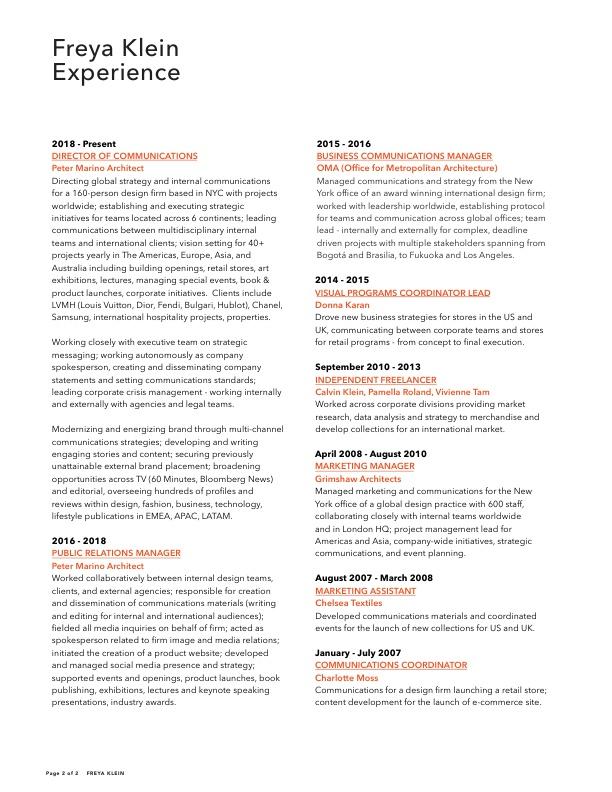 Freya Klein
Experience
2018 - Present
DIRECTOR OF COMMUNICATIONS
Peter Marino Architect
Directing global strategy and internal communications
for a 160-person design firm based in NYC with projects
worldwide; establishing and executing strategic
initiatives for teams located across 6 continents; leading
communications between multidisciplinary internal
teams and international clients; vision setting for 40+
projects yearly in The Americas, Europe, Asia, and
Australia including building openings, retail stores, art
exhibitions, lectures, managing special events, book &
product launches, corporate initiatives. Clients include
LVMH (Louis Vuitton, Dior, Fendi, Bulgari, Hublot), Chanel,
Samsung, international hospitality projects, properties.
Working closely with executive team on strategic
messaging; working autonomously as company
spokesperson, creating and disseminating company
statements and setting communications standards;
leading corporate crisis management - working internally
and externally with agencies and legal teams.
Modernizing and energizing brand through multi-channel
communications strategies; developing and writing
engaging stories and content; securing previously
unattainable external brand placement; broadening
opportunities across TV (60 Minutes, Bloomberg News)
and editorial, overseeing hundreds of profiles and
reviews within design, fashion, business, technology,
lifestyle publications in EMEA, APAC, LATAM.
2016 - 2018
PUBLIC RELATIONS MANAGER
Peter Marino Architect
Worked collaboratively between internal design teams,
clients, and external agencies; responsible for creation
and dissemination of communications materials (writing
and editing for internal and international audiences);
fielded all media inquiries on behalf of firm; acted as
spokesperson related to firm image and media relations;
initiated the creation of a product website; developed
and managed social media presence and strategy;
supported events and openings, product launches, book
publishing, exhibitions, lectures and keynote speaking
presentations, industry awards.
2015 - 2016
BUSINESS COMMUNICATIONS MANAGER
OMA (Office for Metropolitan Architecture)
Managed communications and strategy from the New
York office of an award winning international design firm;
worked with leadership worldwide, establishing protocol
for teams and communication across global offices; team
lead - internally and externally for complex, deadline
driven projects with multiple stakeholders spanning from
Bogotá and Brasilia, to Fukuoka and Los Angeles.
2014 - 2015
VISUAL PROGRAMS COORDINATOR LEAD
Donna Karan
Drove new business strategies for stores in the US and
UK, communicating between corporate teams and stores
for retail programs - from concept to final execution.
September 2010 - 2013
INDEPENDENT FREELANCER
Calvin Klein, Pamella Roland, Vivienne Tam
Worked across corporate divisions providing market
research, data analysis and strategy to merchandise and
develop collections for an international market.
April 2008 - August 2010
MARKETING MANAGER
Grimshaw Architects
Managed marketing and communications for the New
York office of a global design practice with 600 staff,
collaborating closely with internal teams worldwide
and in London HQ; project management lead for
Americas and Asia, company-wide initiatives, strategic
communications, and event planning.
August 2007 - March 2008
MARKETING ASSISTANT
Chelsea Textiles
Developed communications materials and coordinated
events for the launch of new collections for US and UK.
January - July 2007
COMMUNICATIONS COORDINATOR
Charlotte Moss
Communications for a design firm launching a retail store;
content development for the launch of e-commerce site.
Page 2 of 2 FREYA KLEIN